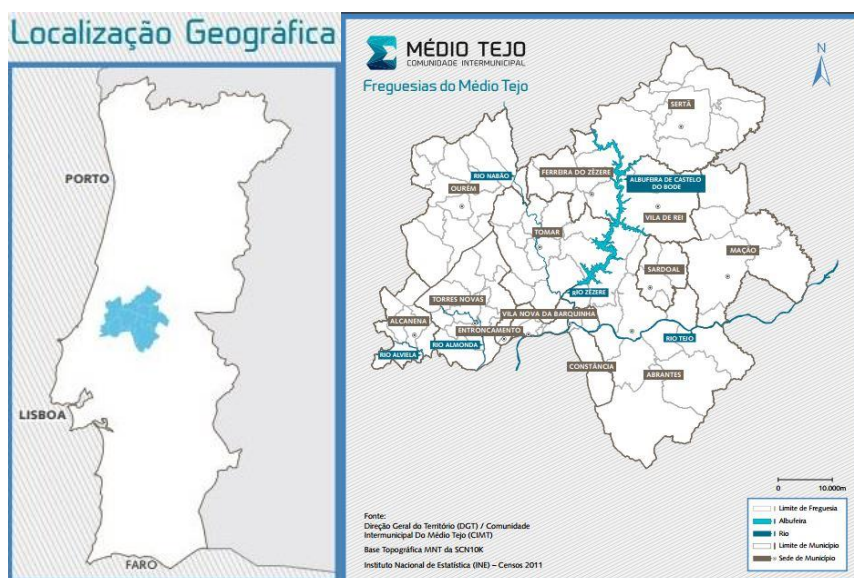 Localização Geográfica
PORTO
LISBOA
FARO
MÉDIO TEJO
COMUNIDADE INTERMUNICIPAL
Freguesias do Médio Tejo
N
SERTÃ
RIO NABÃO
FERREIRA DO ZÊZERE
ALBUFEIRA DE CASTELO
DO BODE
OURÉM
VILA DE REI
TOMAR
MAÇÃO
SARDOAL
RIO ZÊZERE
TORRES NOVAS
VILA NOVA DA BARQUINHA
ALCANENA
ENTRONCAMENTO
RIO ALMONDA
RIO TEJO
RIO ALVIELA
CONSTÂNCIA
ABRANTES
0 10.000m
Fonte:
Direção Geral do Território (DGT) / Comunidade
Intermunicipal Do Médio Tejo (CIMT)
Base Topográfica MNT da SCN10K
Instituto Nacional de Estatística (INE) – Censos 2011
Limite de Freguesia
Albufeira
Rio
Limite de Município
Sede de Município